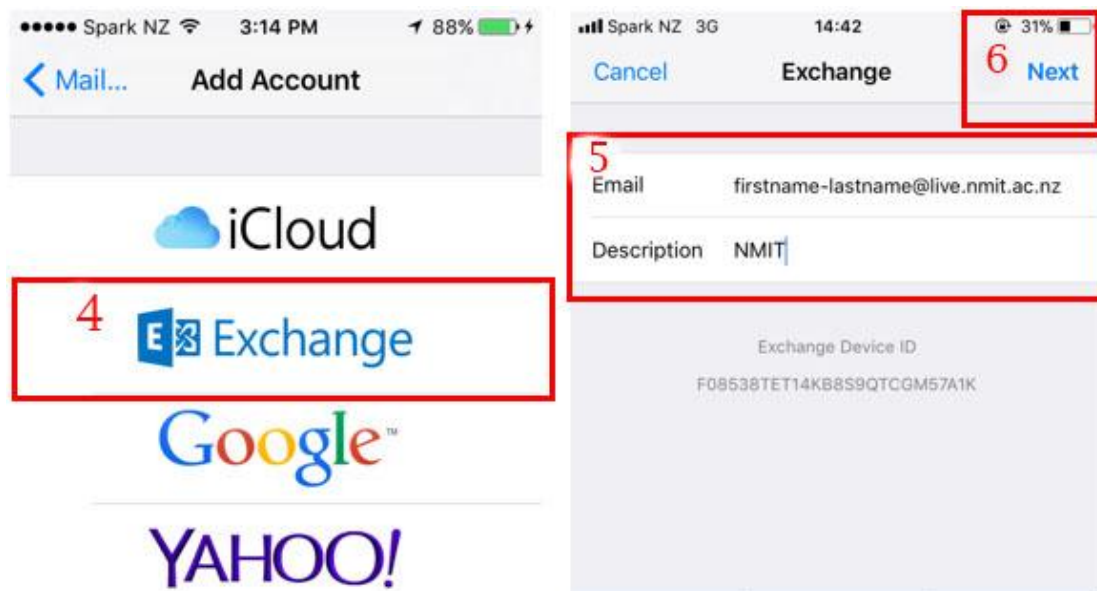 ●●●●● Spark NZ 3:14 PM 88%
Mail... Add Account
iCloud
4
E Exchange
Google™
YAHOO!
Spark NZ 3G 14:42 31%
Cancel Exchange 6 Next
5
Email firstname-lastname@live.nmit.ac.nz
Description NMIT
Exchange Device ID
F08538TET14KB8S9QTCGM57A1K